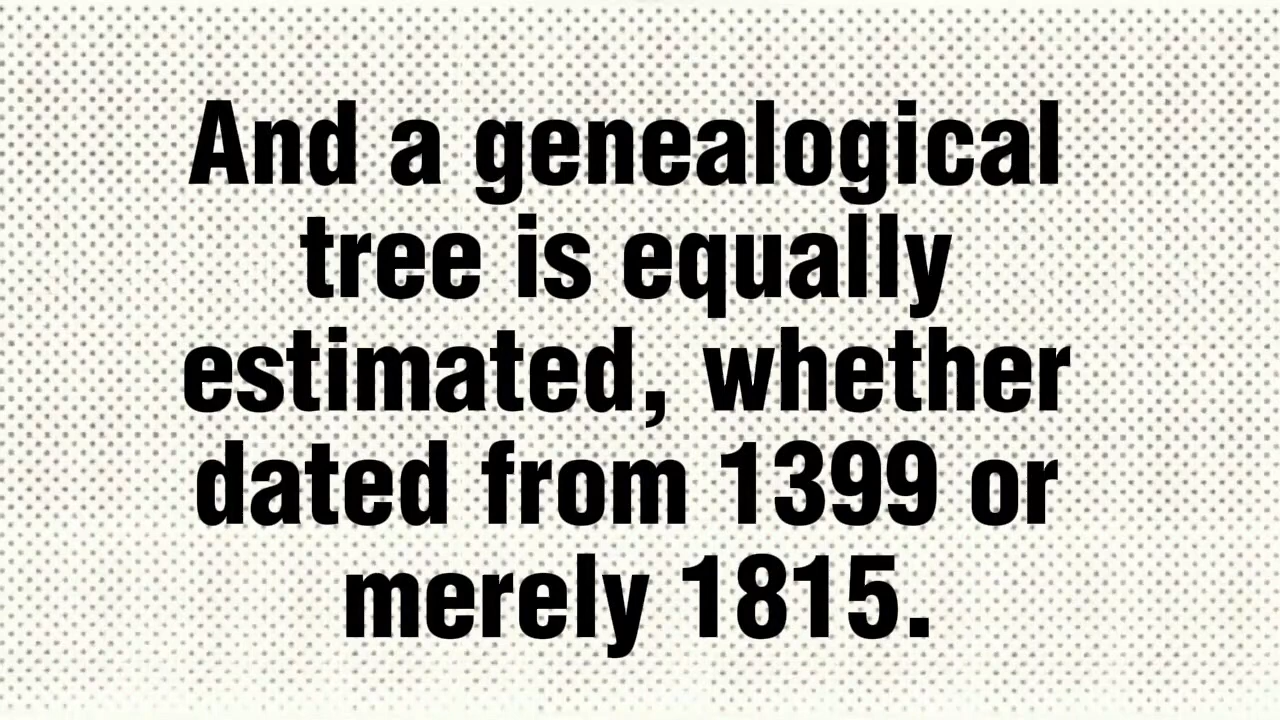 And a genealogical
tree is equally
estimated, whether
dated from 1399 or
merely 1815.